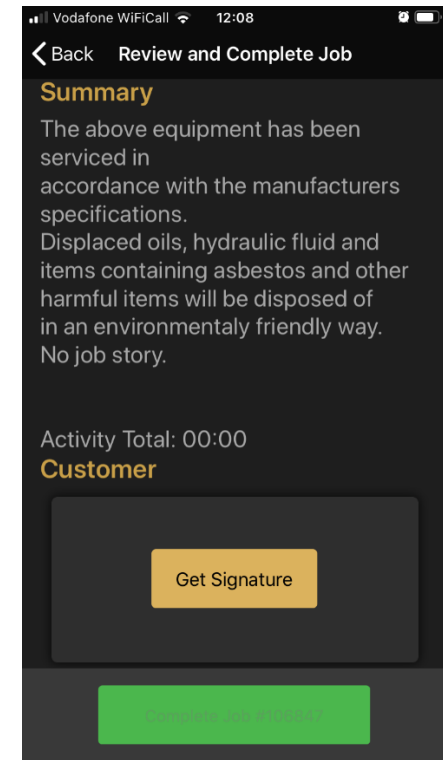 Vodafone WiFiCall 12:08
Back Review and Complete Job
Summary
The above equipment has been
serviced in
accordance with the manufacturers
specifications.
Displaced oils, hydraulic fluid and
items containing asbestos and other
harmful items will be disposed of
in an environmentaly friendly way.
No job story.
Activity Total: 00:00
Customer
Get Signature
Complete Job #106847